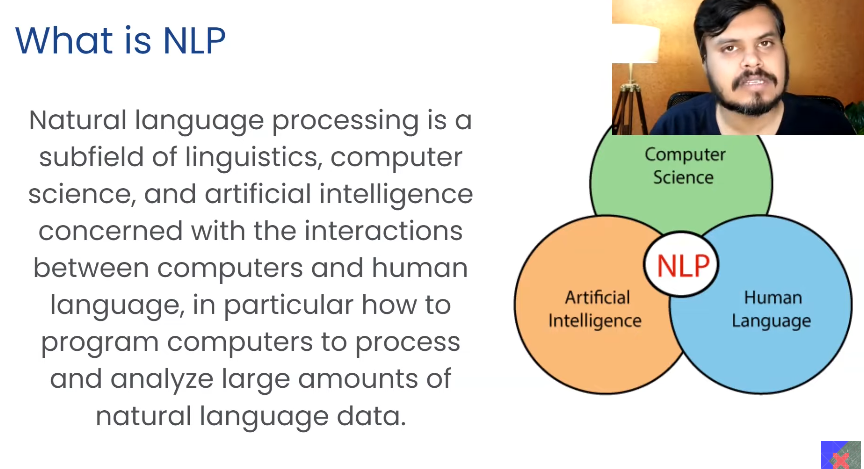 What is NLP
Natural language processing is a
subfield of linguistics, computer
science, and artificial intelligence
concerned with the interactions
between computers and human
language, in particular how to
program computers to process
and analyze large amounts of
natural language data.
Computer
Science
NLP
Artificial
Intelligence
Human
Language